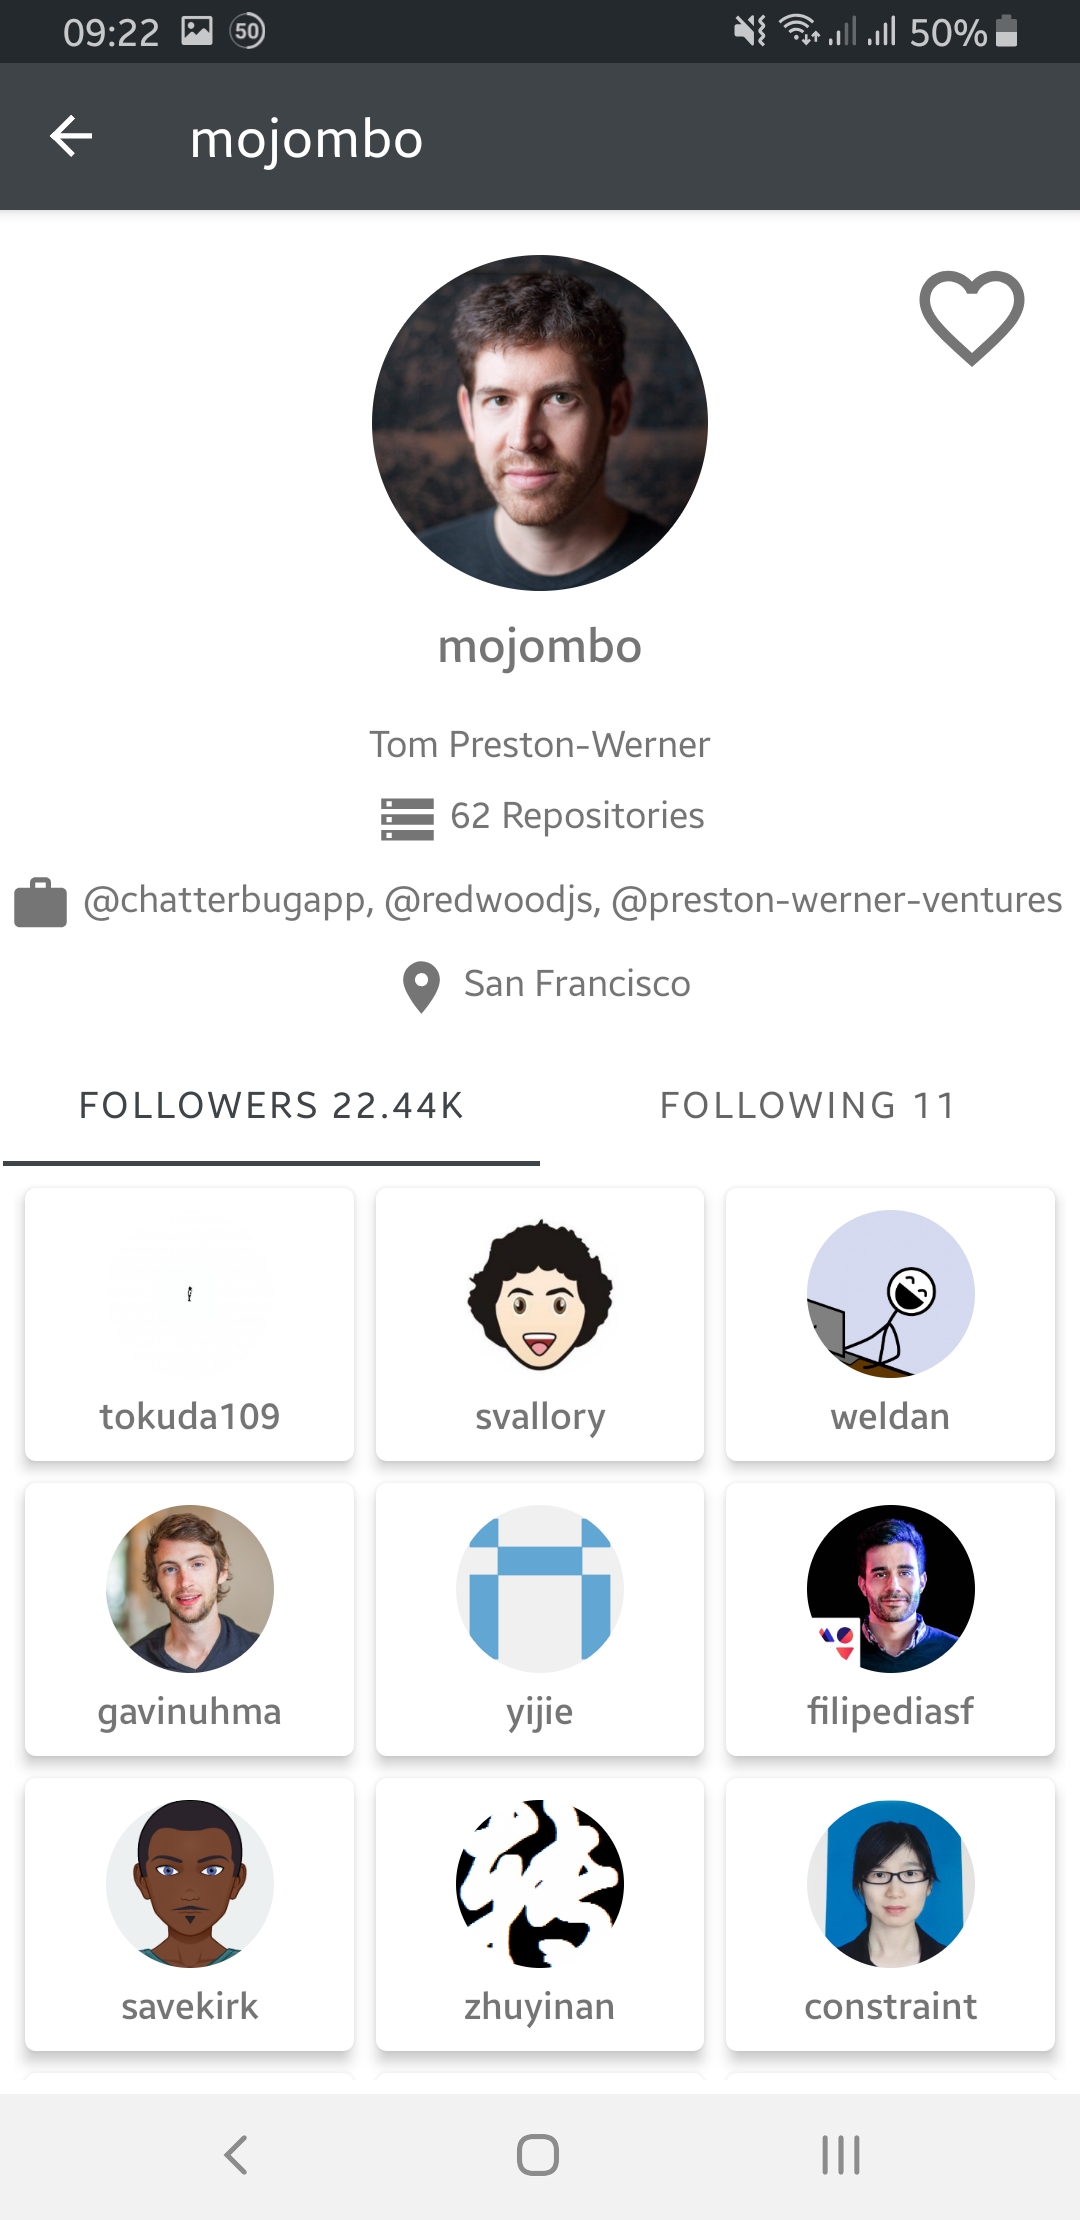 09:22 50 50%
mojombo
mojombo
Tom Preston-Werner
62 Repositories
@chatterbugapp, @redwoodjs, @preston-werner-ventures
San Francisco
FOLLOWERS 22.44K FOLLOWING 11
tokuda109 svallory weldan
gavinuhma yijie filipediasf
savekirk zhuyinan constraint